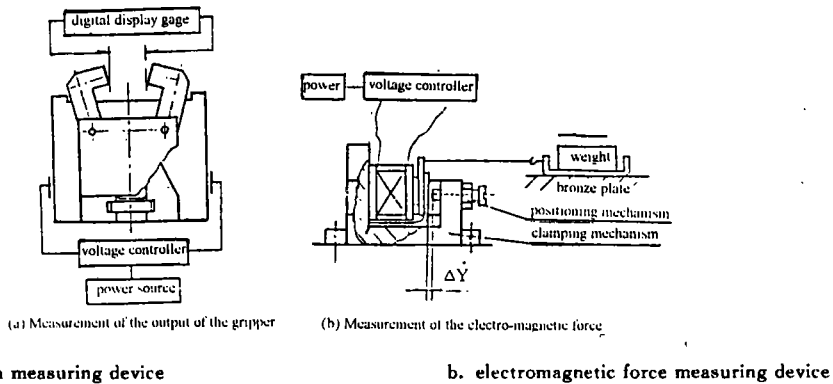 digital display gage
voltage controller
power source
(a) Measurement of the output of the gripper
power
voltage controller
weight
bronze plate
positioning mechanism
clamping mechanism
ΔY
(b) Measurement of the electro-magnetic force
measuring device
b. electromagnetic force measuring device